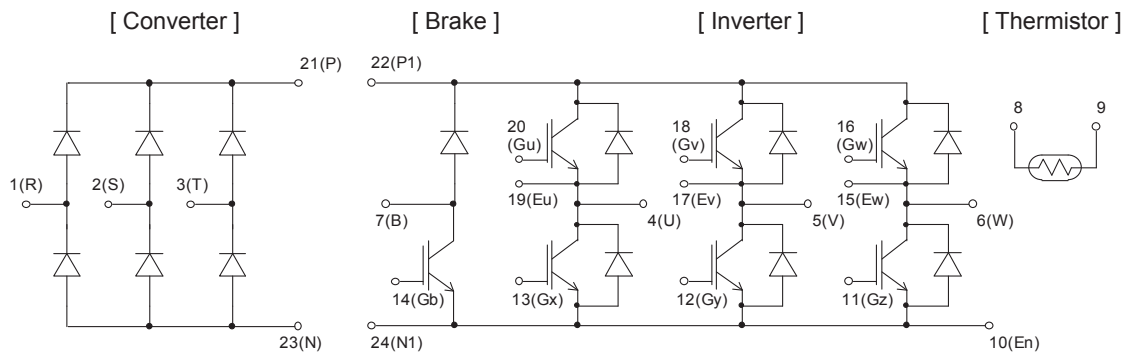 [ Converter ]
[ Brake ]
[ Inverter ]
[ Thermistor ]
21(P)
22(P1)
20
(Gu)
18
(Gv)
16
(Gw)
8
9
1(R)
2(S)
3(T)
19(Eu)
17(Ev)
15(Ew)
7(B)
4(U)
5(V)
6(W)
14(Gb)
13(Gx)
12(Gy)
11(Gz)
23(N)
24(N1)
10(En)